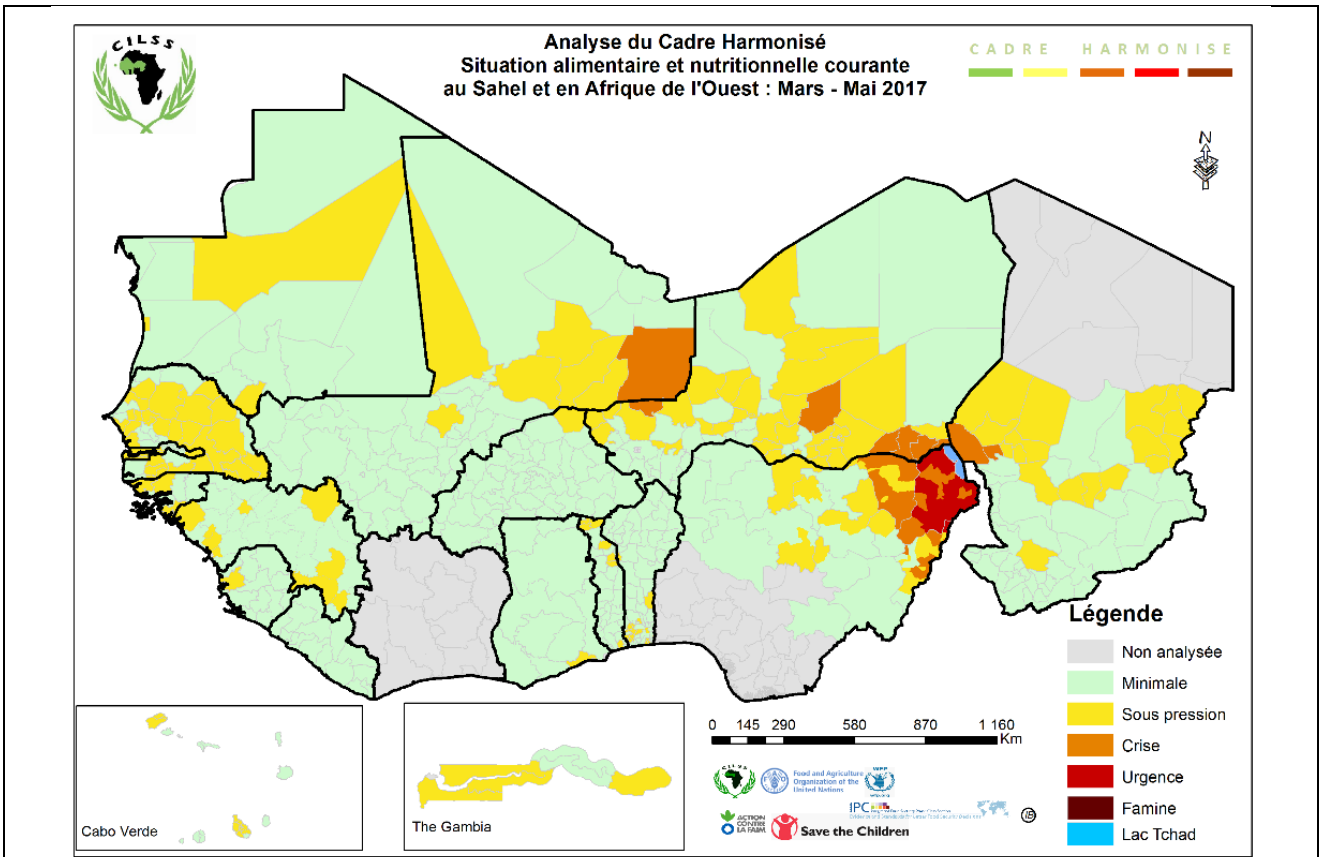 CILSS
Analyse du Cadre Harmonisé
Situation alimentaire et nutritionnelle courante
au Sahel et en Afrique de l'Ouest : Mars - Mai 2017
CADRE HARMONISE
N
Légende
Non analysée
Minimale
Sous pression
Crise
Urgence
Famine
Lac Tchad
0 145 290 580 870 1 160
Km
Cabo Verde
The Gambia
CILSS
FAO
Food and Agriculture
Organization of the
United Nations
WFP
IPC
ACTION
CONTRE
LA FAIM
Save the Children